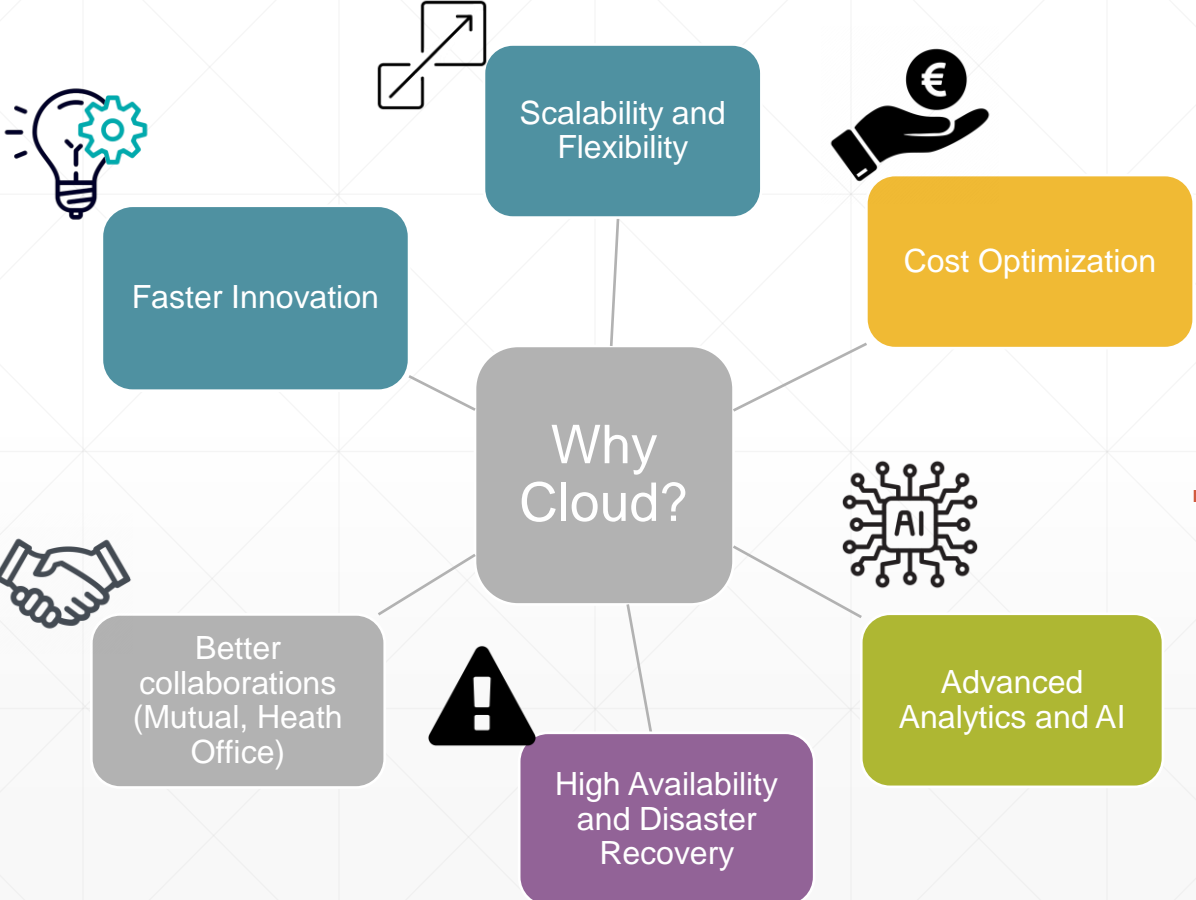 Scalability and
Flexibility
€
Cost Optimization
Faster Innovation
Why
Cloud?
AI
Better
collaborations
(Mutual, Heath
Office)
Advanced
Analytics and AI
High Availability
and Disaster
Recovery